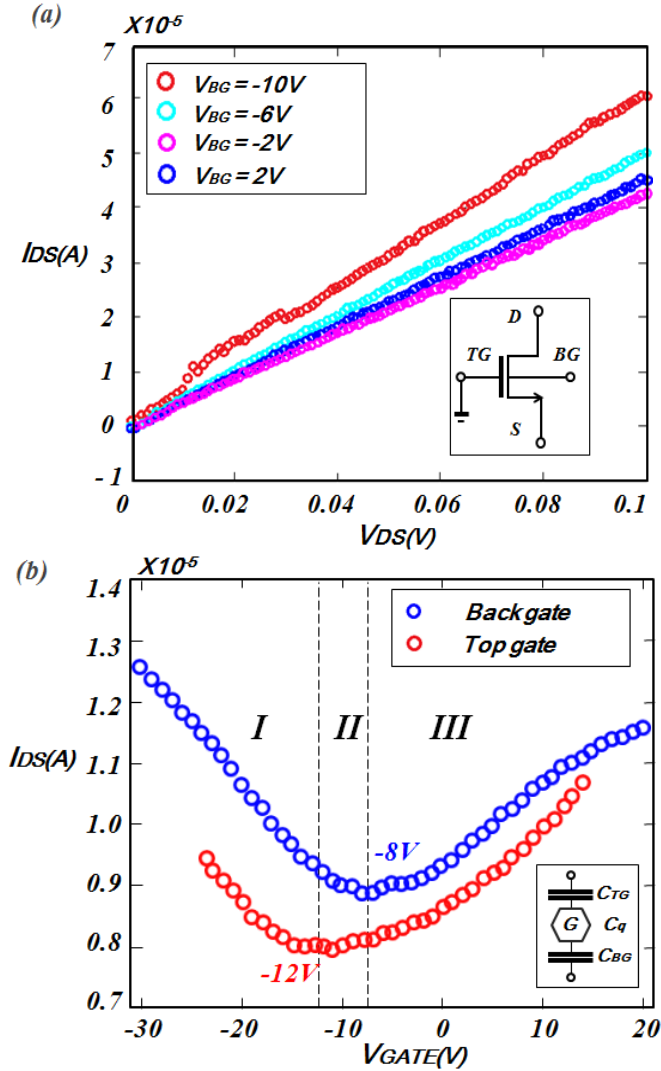 (a)
X10-5
7
6
5
4
3
2
1
0
-1
IDS(A)
VBG = -10V
VBG = -6V
VBG = -2V
VBG = 2V
D
TG
BG
S
0
0.02
0.04
0.06
0.08
0.1
VDS(V)
(b)
X10-5
1.4
1.3
1.2
1.1
1.0
0.9
0.8
0.7
IDS(A)
Back gate
Top gate
I
II
III
-8V
-12V
CTG
G
Cq
CBG
-30
-20
-10
0
10
20
VGATE(V)